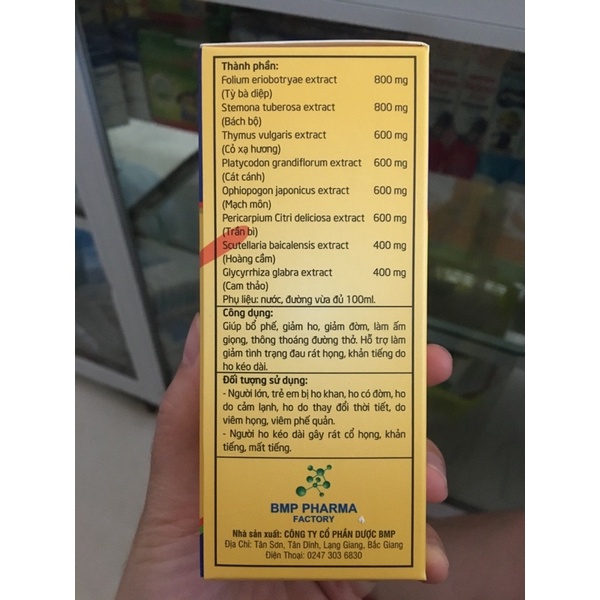 Thành phần:
Folium eriobotryae extract 800 mg
(Tỳ bà diệp)
Stemona tuberosa extract 800 mg
(Bách bộ)
Thymus vulgaris extract 600 mg
(Cỏ xạ hương)
Platycodon grandiflorum extract 600 mg
(Cát cánh)
Ophiopogon japonicus extract 600 mg
(Mạch môn)
Pericarpium Citri deliciosa extract 600 mg
(Trần bì)
Scutellaria baicalensis extract 400 mg
(Hoàng cầm)
Glycyrrhiza glabra extract 400 mg
(Cam thảo)
Phụ liệu: nước, đường vừa đủ 100ml.
Công dụng:
Giúp bổ phế, giảm ho, giảm đờm, làm ấm
giọng, thông thoáng đường thở. Hỗ trợ làm
giảm tình trạng đau rát họng, khản tiếng do
ho kéo dài.
Đối tượng sử dụng:
- Người lớn, trẻ em bị ho khan, ho có đờm, ho
do cảm lạnh, ho do thay đổi thời tiết, do
viêm họng, viêm phế quản.
- Người ho kéo dài gây rát cổ họng, khản
tiếng, mất tiếng.
BMP PHARMA
FACTORY
Nhà sản xuất: CÔNG TY CỔ PHẦN DƯỢC BMP
Địa Chỉ: Tân Sơn, Tân Dĩnh, Lạng Giang, Bắc Giang
Điện Thoại: 0247 303 6830